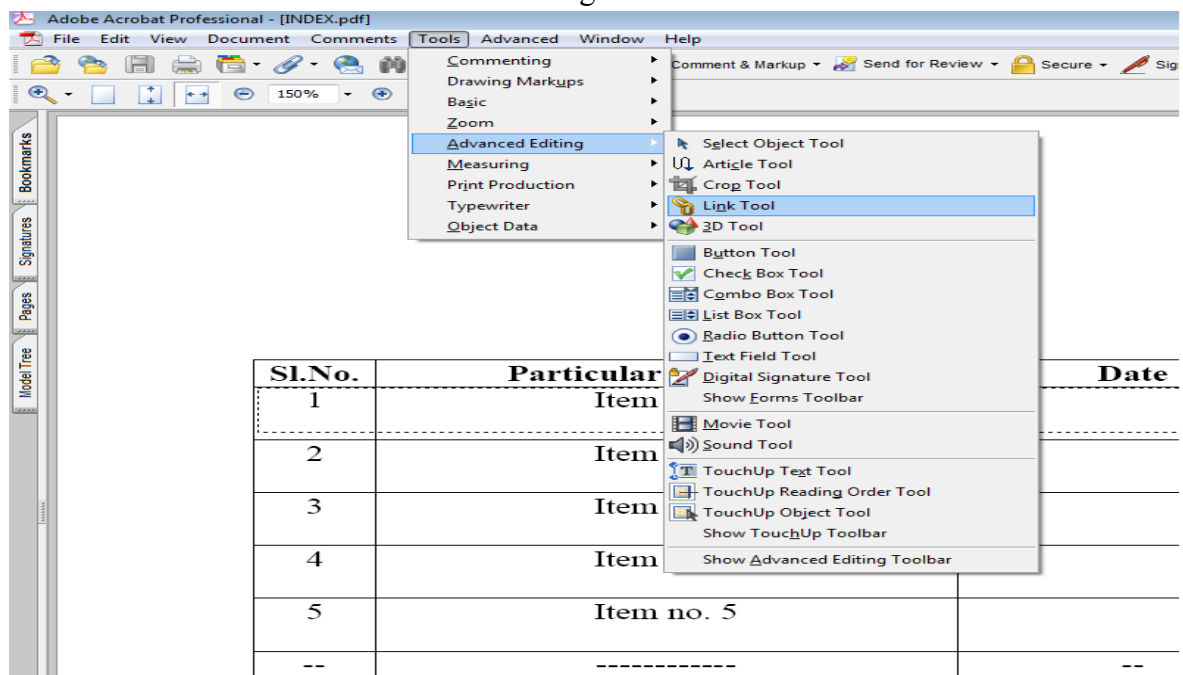 Adobe Acrobat Professional - [INDEX.pdf]
File Edit View Document Comments Tools Advanced Window Help
Comment & Markup Send for Review Secure Sig
150%
Commenting
Drawing Markups
Basic
Zoom
Advanced Editing
Measuring
Print Production
Typewriter
Object Data
Select Object Tool
Article Tool
Crop Tool
Link Tool
3D Tool
Button Tool
Check Box Tool
Combo Box Tool
List Box Tool
Radio Button Tool
Text Field Tool
Digital Signature Tool
Show Forms Toolbar
Movie Tool
Sound Tool
TouchUp Text Tool
TouchUp Reading Order Tool
TouchUp Object Tool
Show TouchUp Toolbar
Show Advanced Editing Toolbar
Bookmarks
Signatures
Pages
Model Tree
Sl.No. Particular Date
1 Item
2 Item
3 Item
4 Item
5 Item no. 5
-- ------------ --